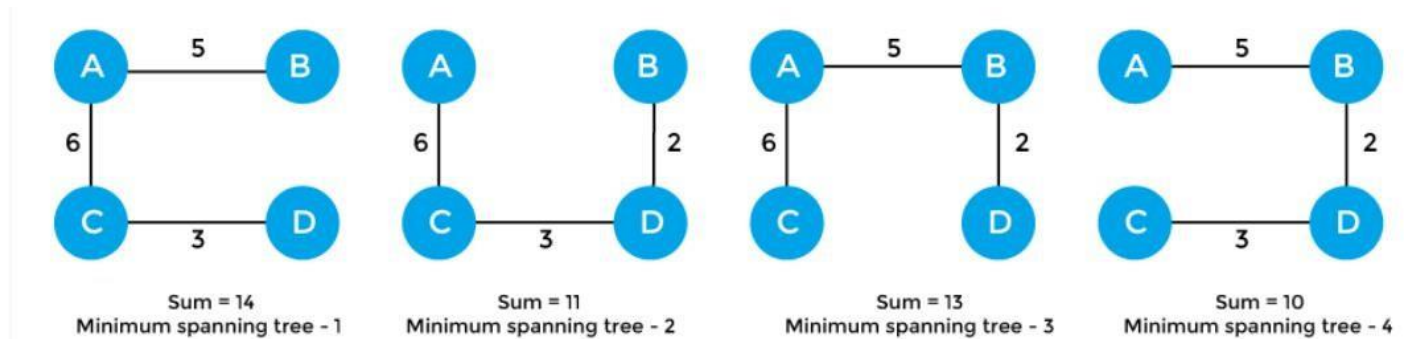 A 5 B
6
C 3 D
Sum = 14
Minimum spanning tree - 1
A B
6 2
C 3 D
Sum = 11
Minimum spanning tree - 2
A 5 B
6 2
C D
Sum = 13
Minimum spanning tree - 3
A 5 B
2
C 3 D
Sum = 10
Minimum spanning tree - 4